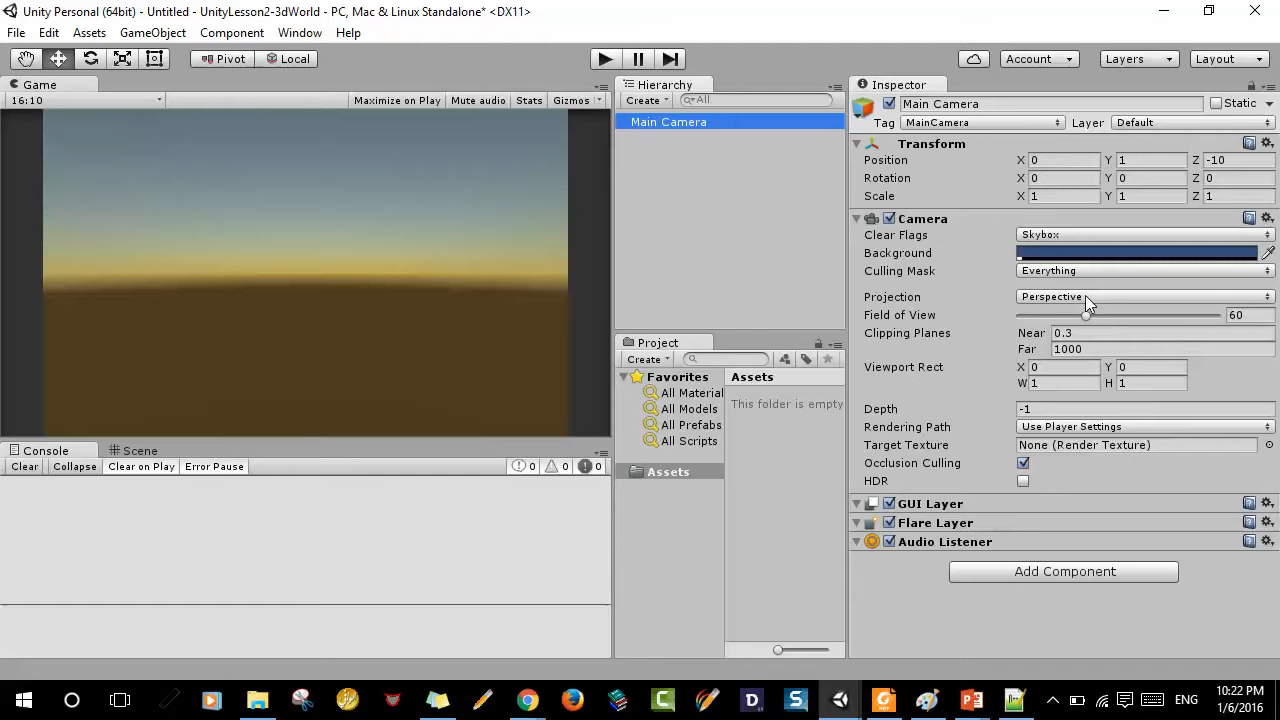 Unity Personal (64bit) - Untitled - UnityLesson2-3dWorld - PC, Mac & Linux Standalone* <DX11>
File Edit Assets GameObject Component Window Help
Pivot Local Account Layers Layout
Game
16:10 Maximize on Play Mute audio Stats Gizmos
Hierarchy
Create All
Main Camera
Project
Create
Favorites
All Material
All Models
All Prefabs
All Scripts
Assets
Assets
This folder is empty
Console Scene
Clear Collapse Clear on Play Error Pause 0 0 0
Inspector
Main Camera Static
Tag MainCamera Layer Default
Transform
Position X 0 Y 1 Z -10
Rotation X 0 Y 0 Z 0
Scale X 1 Y 1 Z 1
Camera
Clear Flags Skybox
Background
Culling Mask Everything
Projection Perspective
Field of View 60
Clipping Planes Near 0.3
Far 1000
Viewport Rect X 0 Y 0
W 1 H 1
Depth -1
Rendering Path Use Player Settings
Target Texture None (Render Texture)
Occlusion Culling
HDR
GUI Layer
Flare Layer
Audio Listener
Add Component
ENG
10:22 PM
1/6/2016